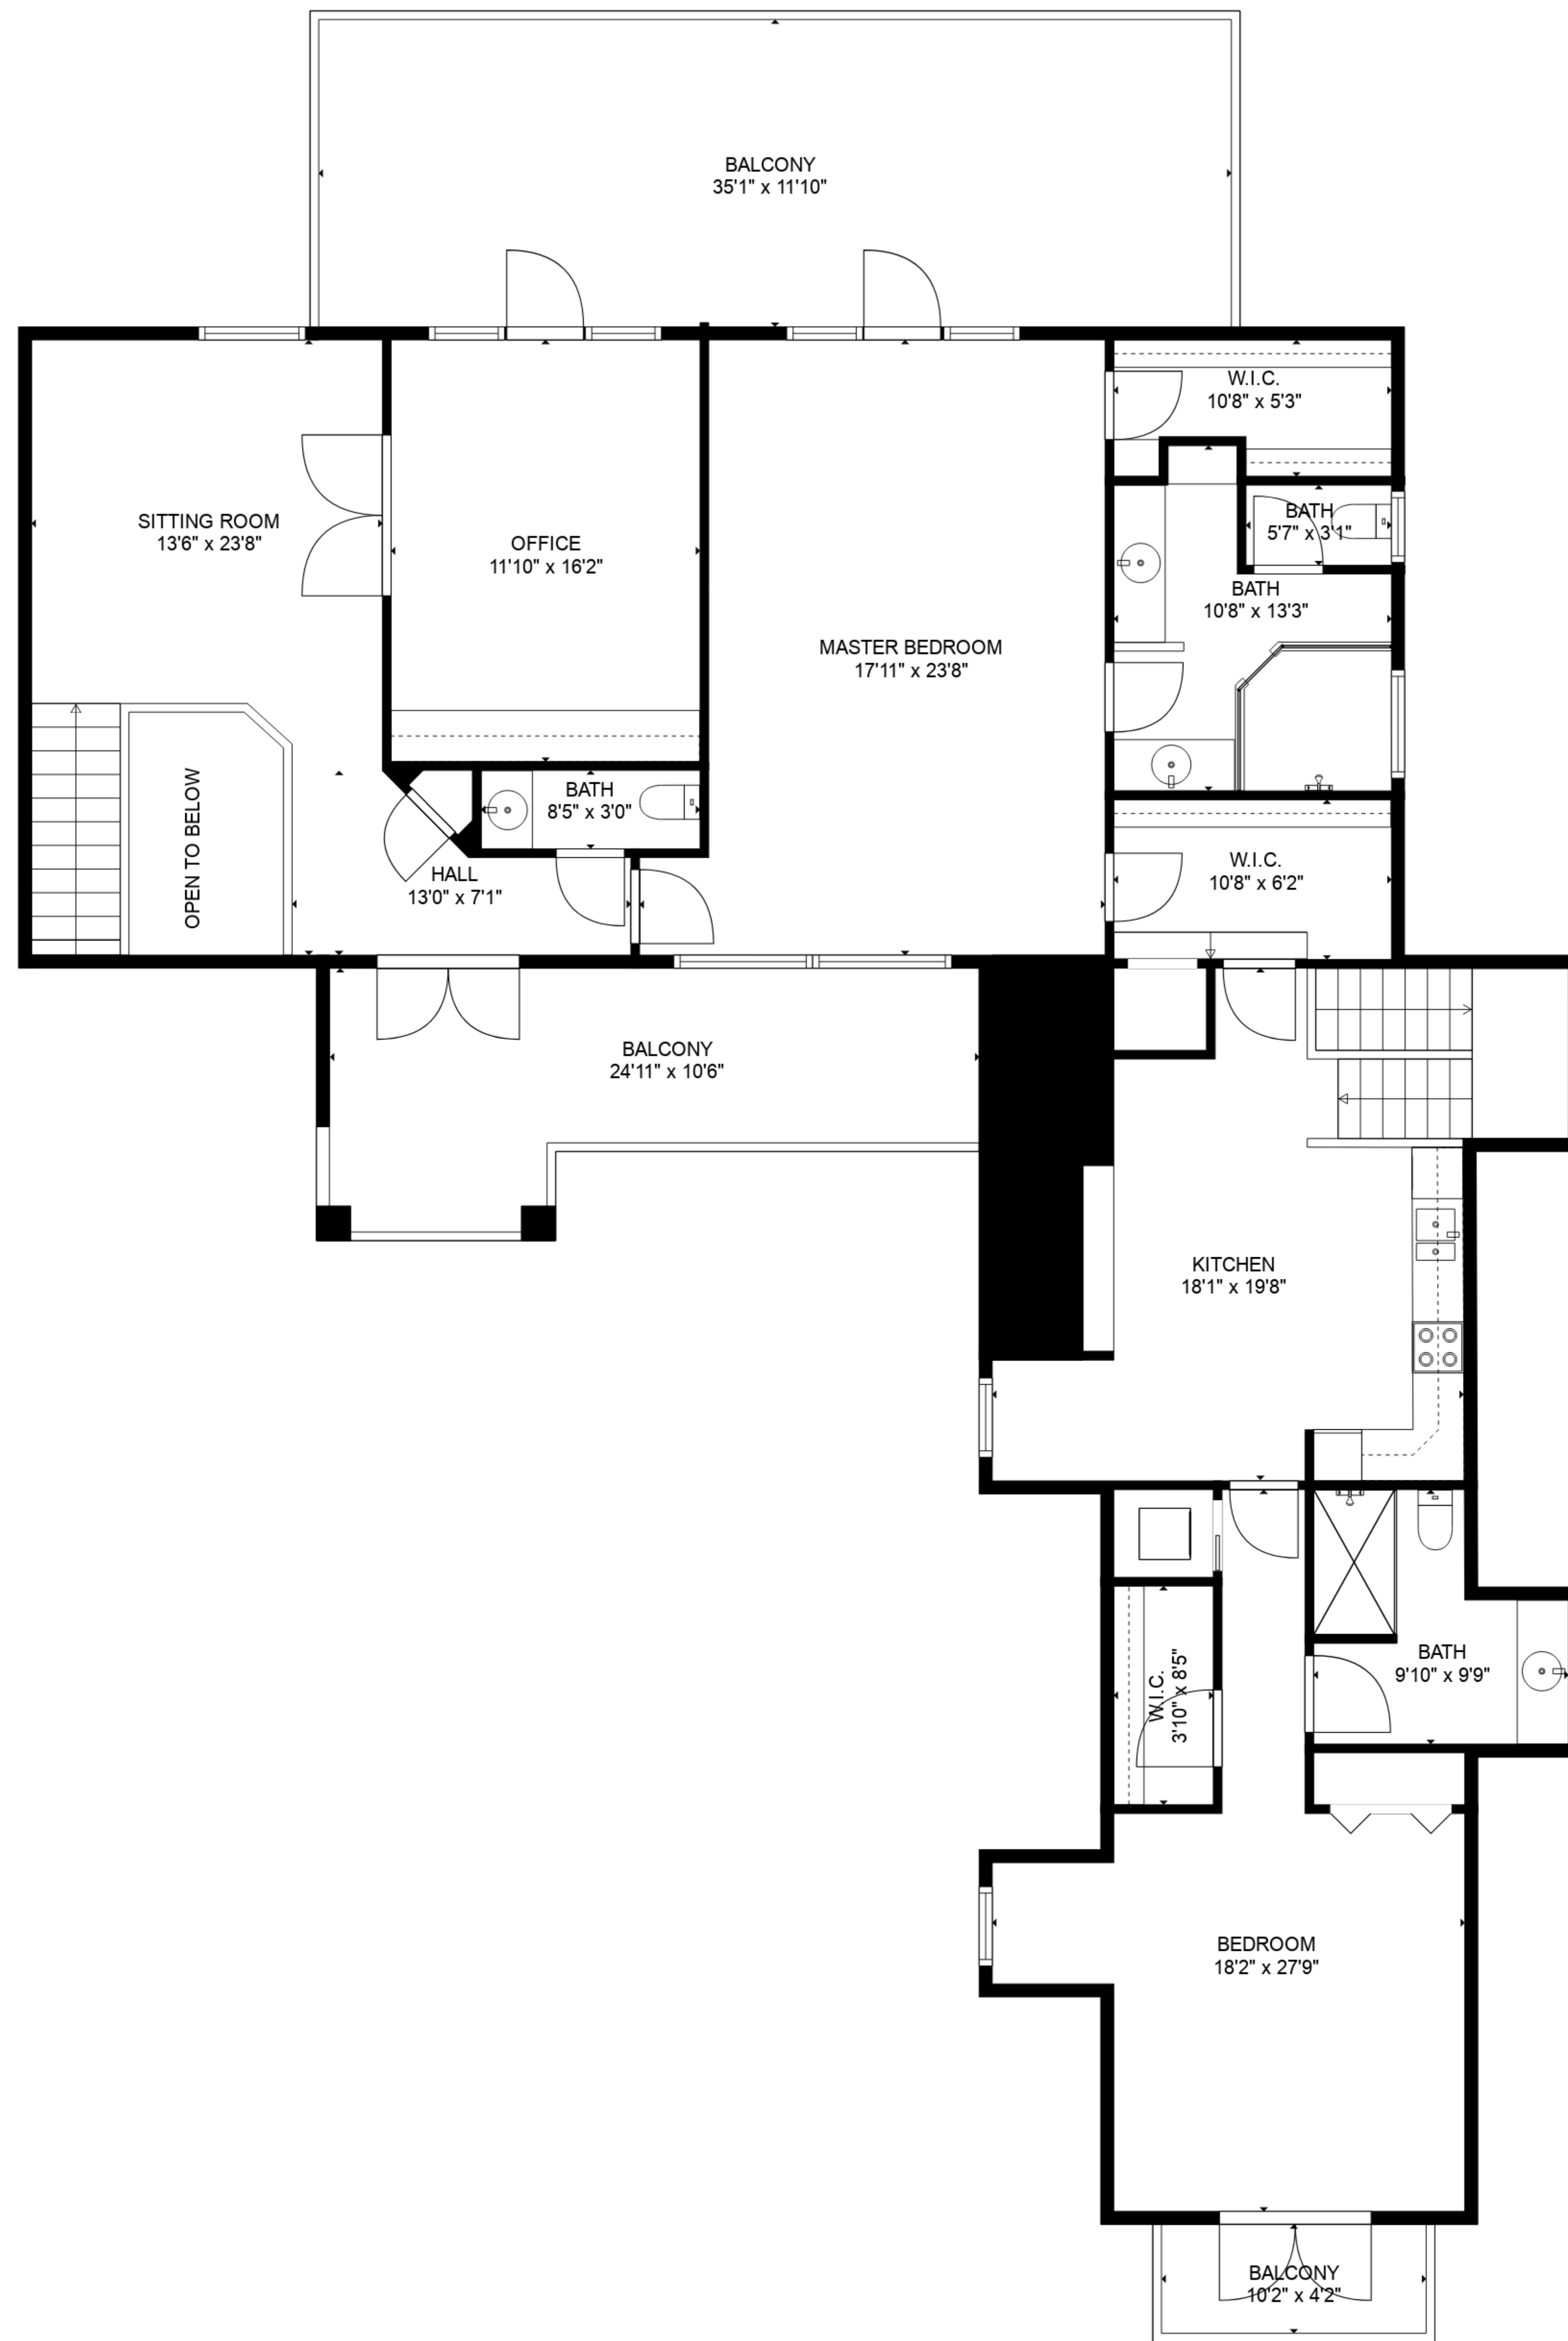 BALCONY
35'1" x 11'10"
W.I.C.
10'8" x 5'3"
SITTING ROOM
13'6" x 23'8"
OFFICE
11'10" x 16'2"
BATH
5'7" x 3'1"
BATH
10'8" x 13'3"
MASTER BEDROOM
17'11" x 23'8"
OPEN TO BELOW
BATH
8'5" x 3'0"
HALL
13'0" x 7'1"
W.I.C.
10'8" x 6'2"
BALCONY
24'11" x 10'6"
KITCHEN
18'1" x 19'8"
W.I.C.
3'10" x 8'5"
BATH
9'10" x 9'9"
BEDROOM
18'2" x 27'9"
BALCONY
10'2" x 4'2"